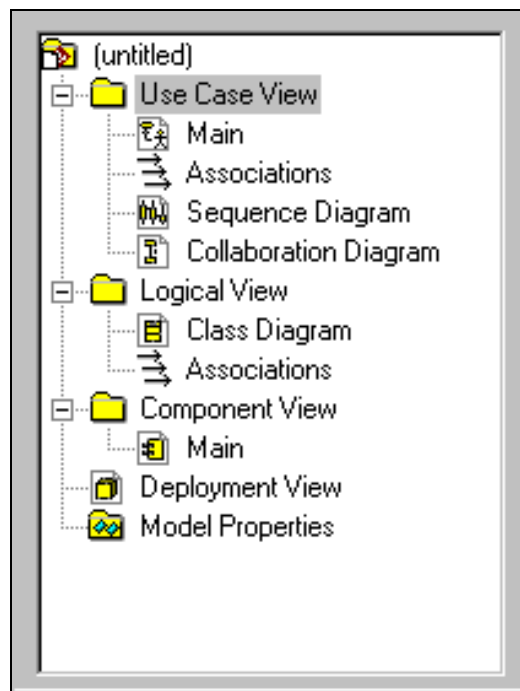 (untitled)
Use Case View
Main
Associations
Sequence Diagram
Collaboration Diagram
Logical View
Class Diagram
Associations
Component View
Main
Deployment View
Model Properties